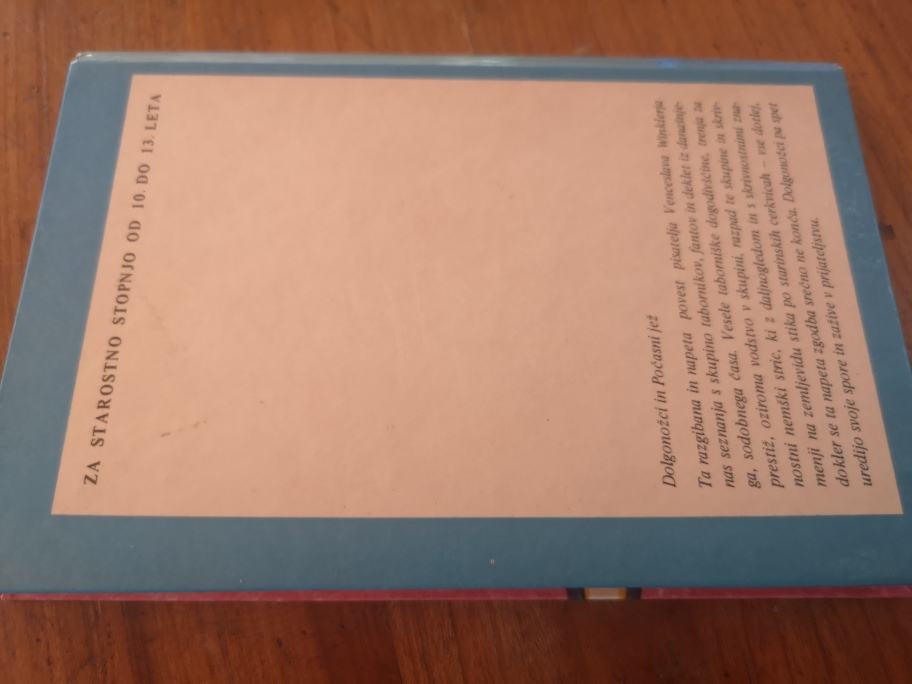 ZA STAROSTNO STOPNJO OD 10. DO 13. LETA
Dolgonožci in Počasni jež
Ta razgibana in napeta povest pisatelja Venceslava Winklerja
nas seznanja s skupino tabornikov, fantov in deklet iz današnje-
ga, sodobnega časa. Vesele taborniške dogodivščine, trenja za
prestiž, oziroma vodstvo v skupini, razpad te skupine in skriv-
nostni nemški stric, ki z daljnogledom in s skrivnostnimi zna-
menji na zemljevidu stika po starinskih cerkvicah – vse dotlej,
dokler se ta napeta zgodba srečno ne konča. Dolgonožci pa spet
uredijo svoje spore in zažive v prijateljstvu.